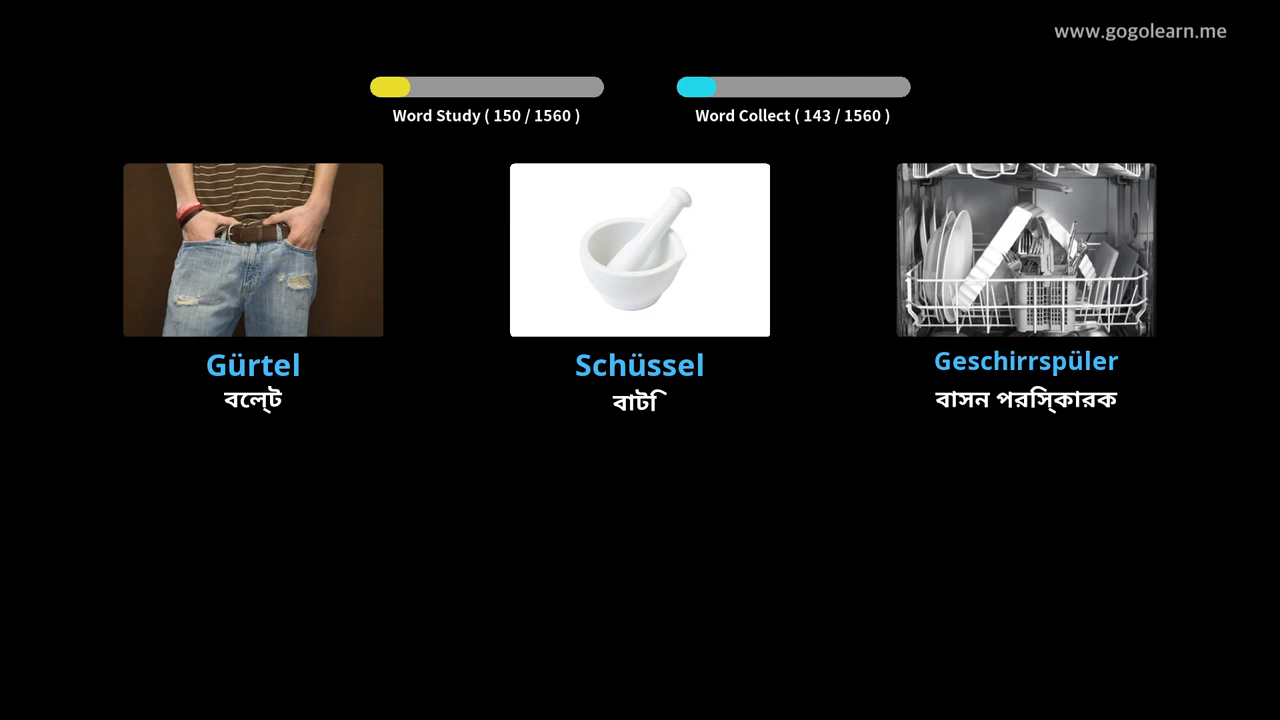 www.gogolearn.me
Word Study ( 150 / 1560 )
Word Collect ( 143 / 1560 )
Gürtel
Schüssel
Geschirrspüler
বেল্ট
বাটি
বাসন পরিস্কারক